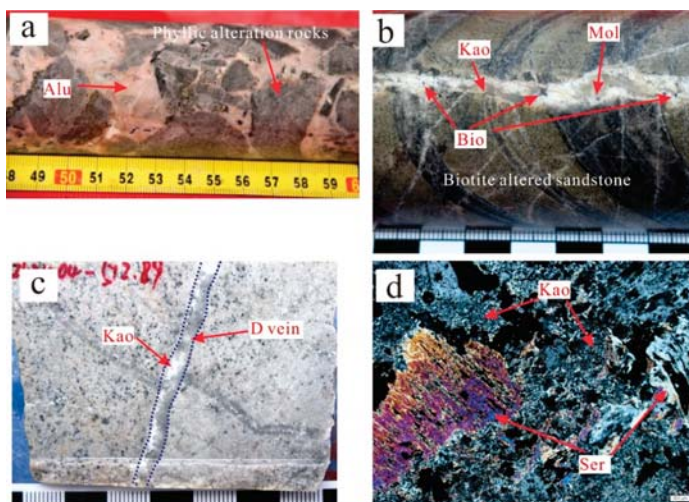 a
Phyllic alteration rocks
Alu
49 50 51 52 53 54 55 56 57 58 59
b
Kao
Mol
Bio
Biotite altered sandstone
c
Kao
D vein
d
Kao
Ser